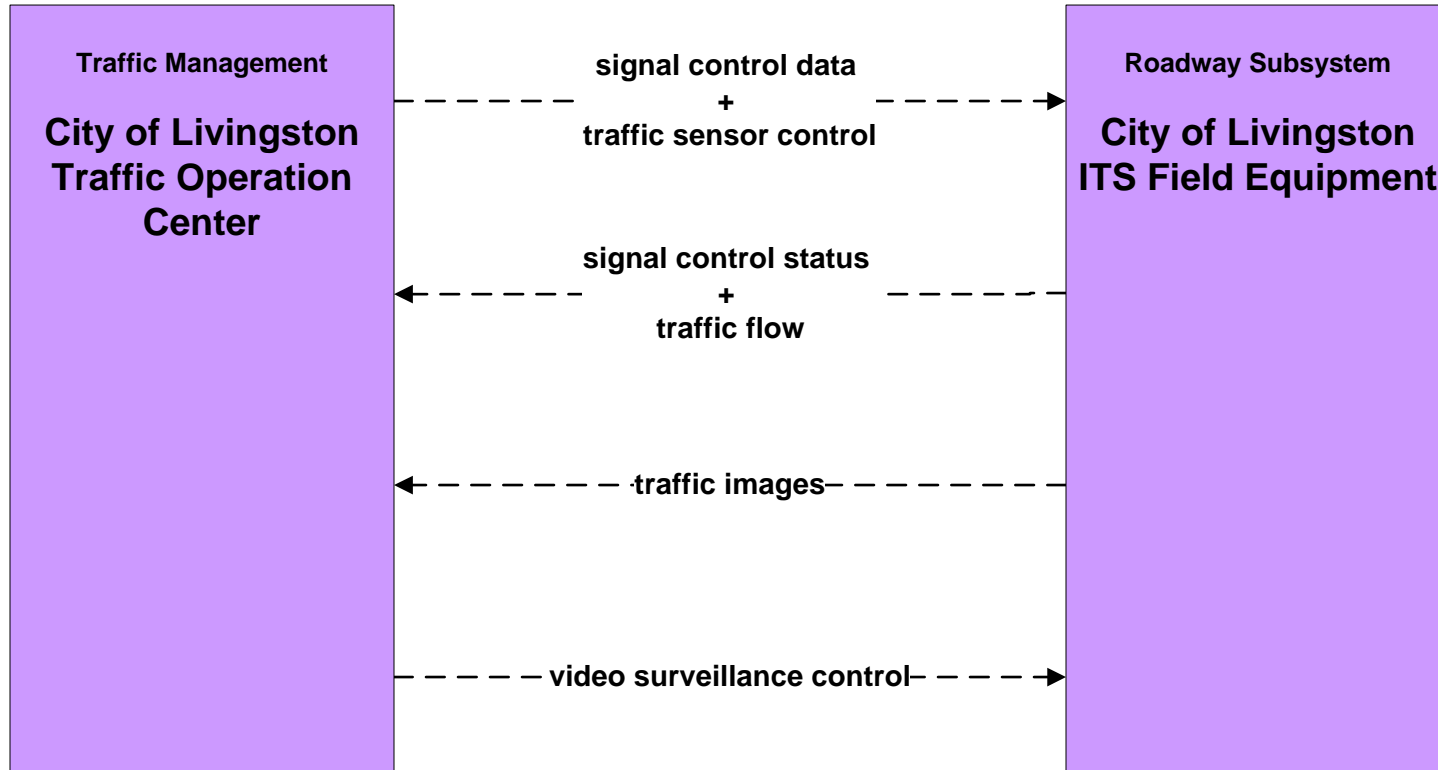 Traffic Management
City of Livingston
Traffic Operation
Center
signal control data
+
traffic sensor control
signal control status
+
traffic flow
traffic images
video surveillance control
Roadway Subsystem
City of Livingston
ITS Field Equipment